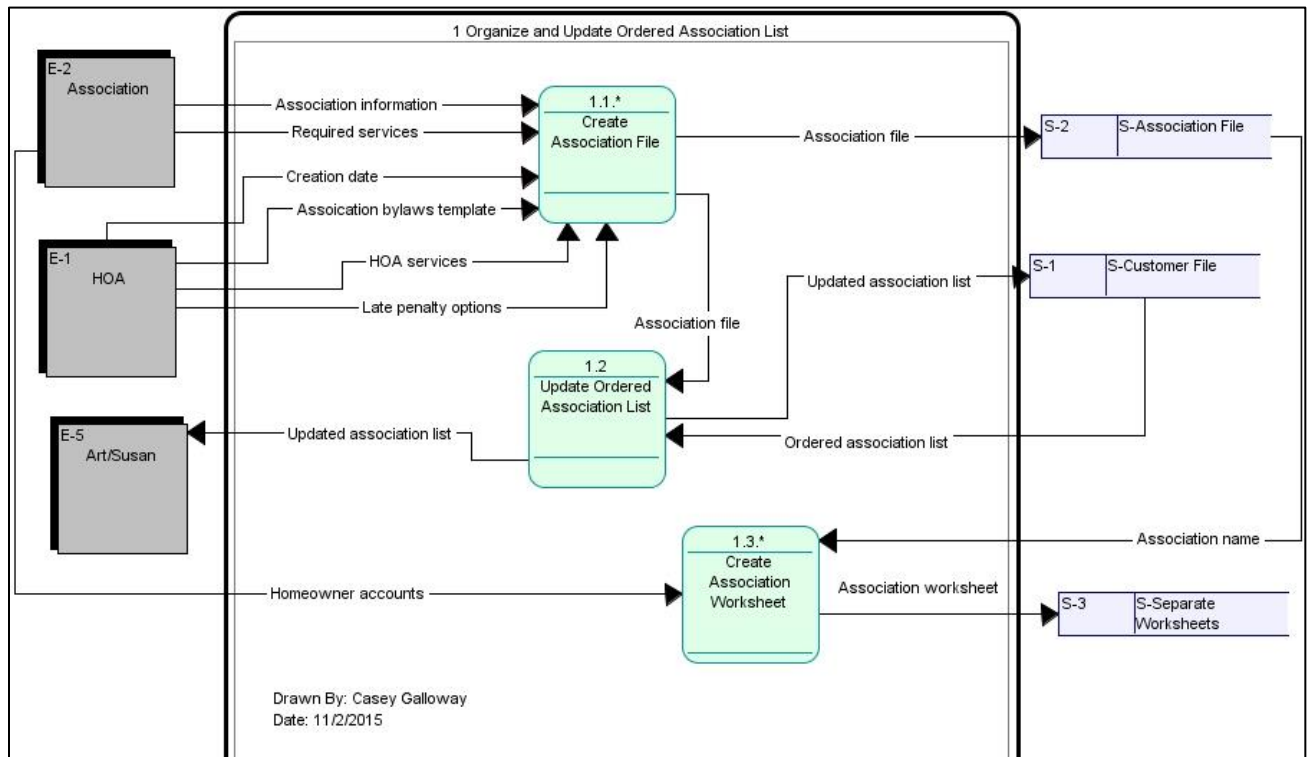 1 Organize and Update Ordered Association List
E-2
Association
Association information
Required services
Creation date
Assoication bylaws template
HOA services
Late penalty options
E-1
HOA
1.1.*
Create
Association File
Association file
S-2
S-Association File
S-1
S-Customer File
Updated association list
Association file
1.2
Update Ordered
Association List
Ordered association list
Updated association list
E-5
Art/Susan
1.3.*
Create
Association
Worksheet
Association name
Homeowner accounts
Association worksheet
S-3
S-Separate
Worksheets
Drawn By: Casey Galloway
Date: 11/2/2015